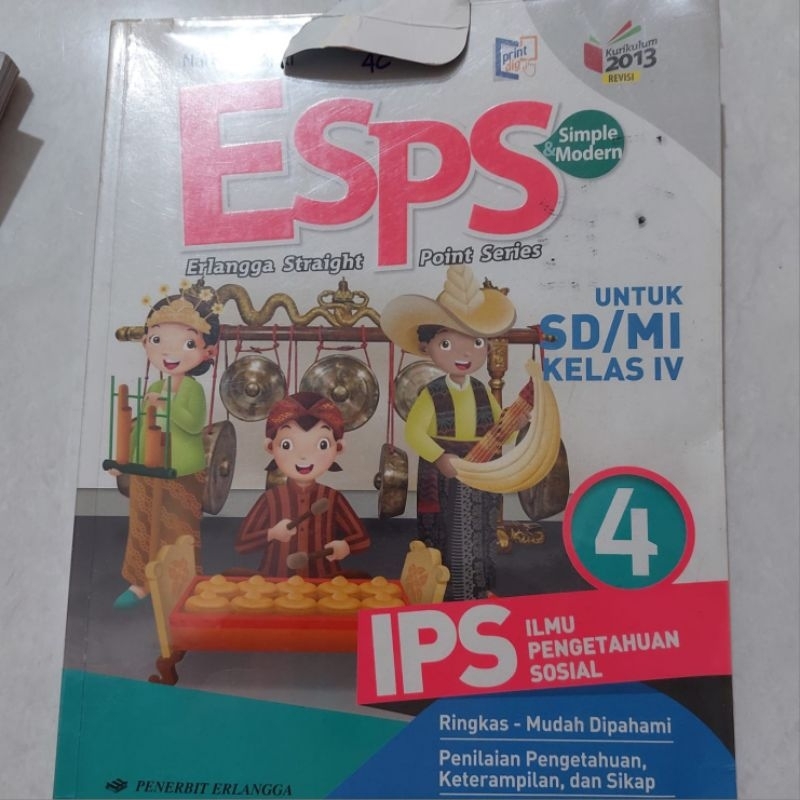 4C
print
Kurikulum
2013
REVISI
ESPS
Simple
&Modern
Erlangga Straight Point Series
UNTUK
SD/MI
KELAS IV
4
IPS
ILMU
PENGETAHUAN
SOSIAL
Ringkas - Mudah Dipahami
Penilaian Pengetahuan,
Keterampilan, dan Sikap
PENERBIT ERLANGGA